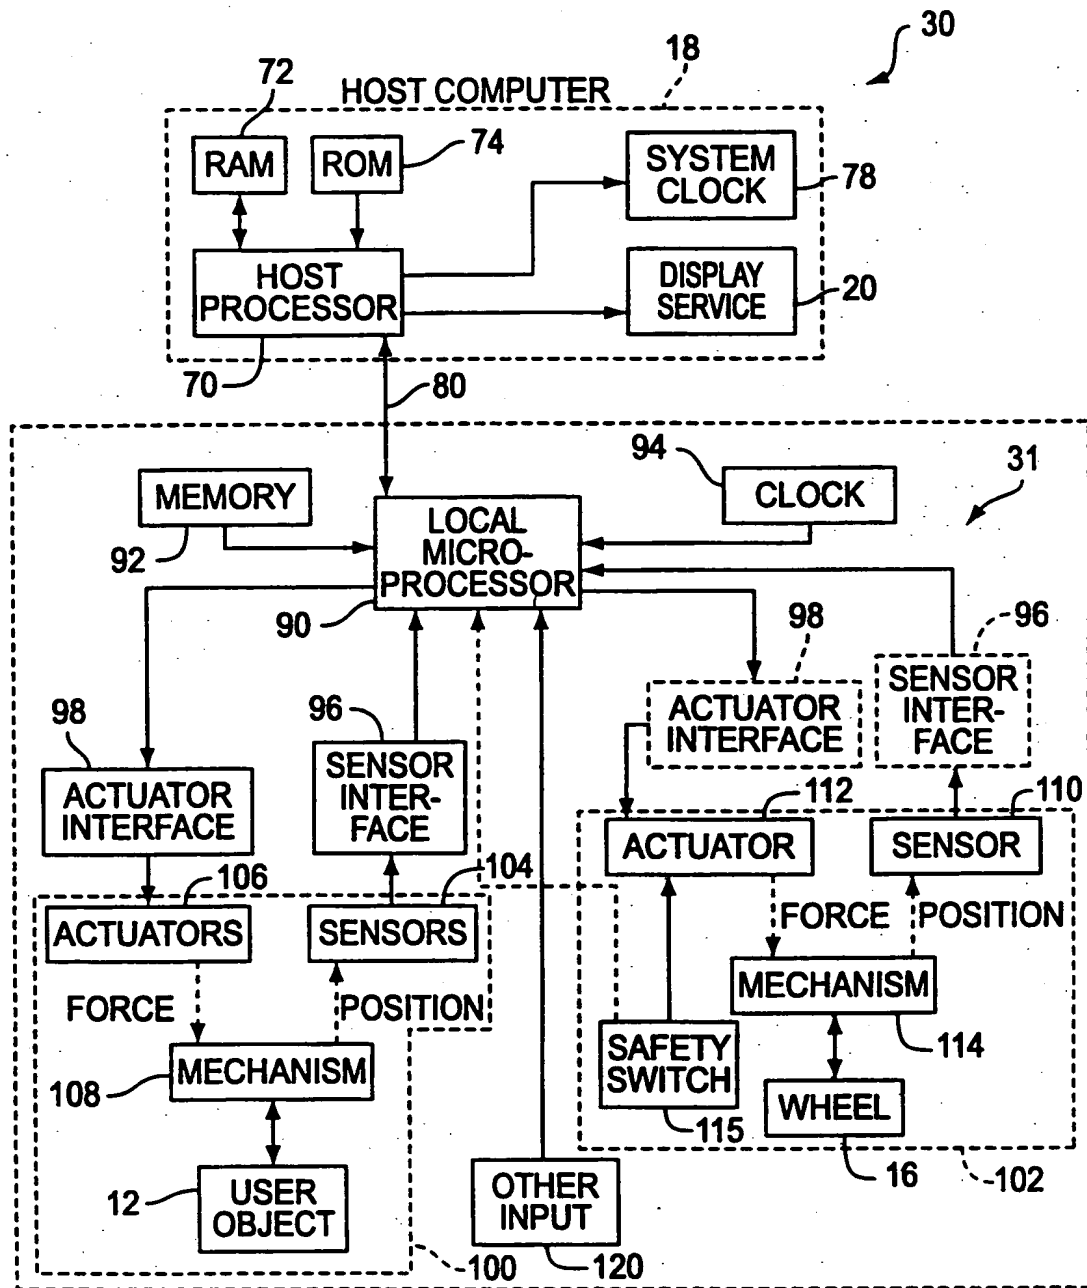 30
18
72
HOST COMPUTER
RAM
ROM
74
SYSTEM
CLOCK
78
HOST
PROCESSOR
DISPLAY
SERVICE
20
70
80
94
31
MEMORY
CLOCK
92
LOCAL
MICRO-
PROCESSOR
90
98
96
98
96
ACTUATOR
INTERFACE
SENSOR
INTER-
FACE
ACTUATOR
INTERFACE
SENSOR
INTER-
FACE
112
110
ACTUATOR
SENSOR
106
104
ACTUATORS
SENSORS
FORCE
POSITION
FORCE
POSITION
MECHANISM
114
MECHANISM
108
SAFETY
SWITCH
115
WHEEL
16
102
12
USER
OBJECT
OTHER
INPUT
100
120